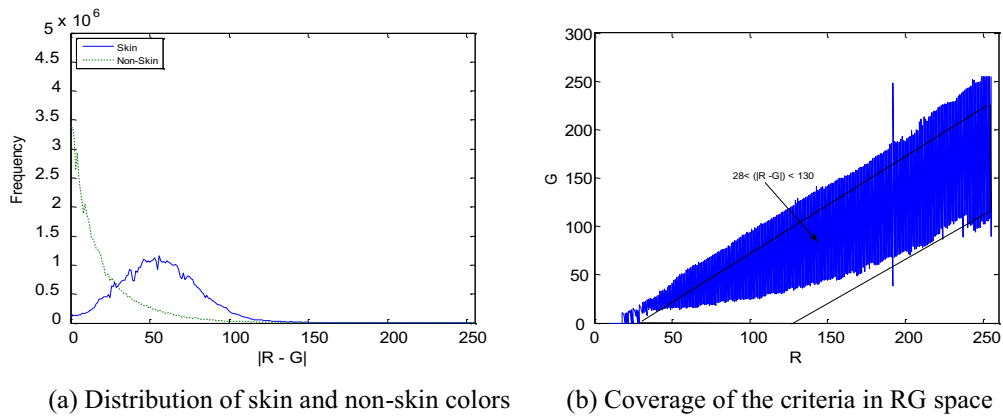 5 x 10^6
Skin
Non-Skin
4.5
4
3.5
3
2.5
2
1.5
1
0.5
0
Frequency
0 50 100 150 200 250
|R - G|
(a) Distribution of skin and non-skin colors
300
250
200
150
100
50
0
G
28< (|R -G|) < 130
0 50 100 150 200 250
R
(b) Coverage of the criteria in RG space